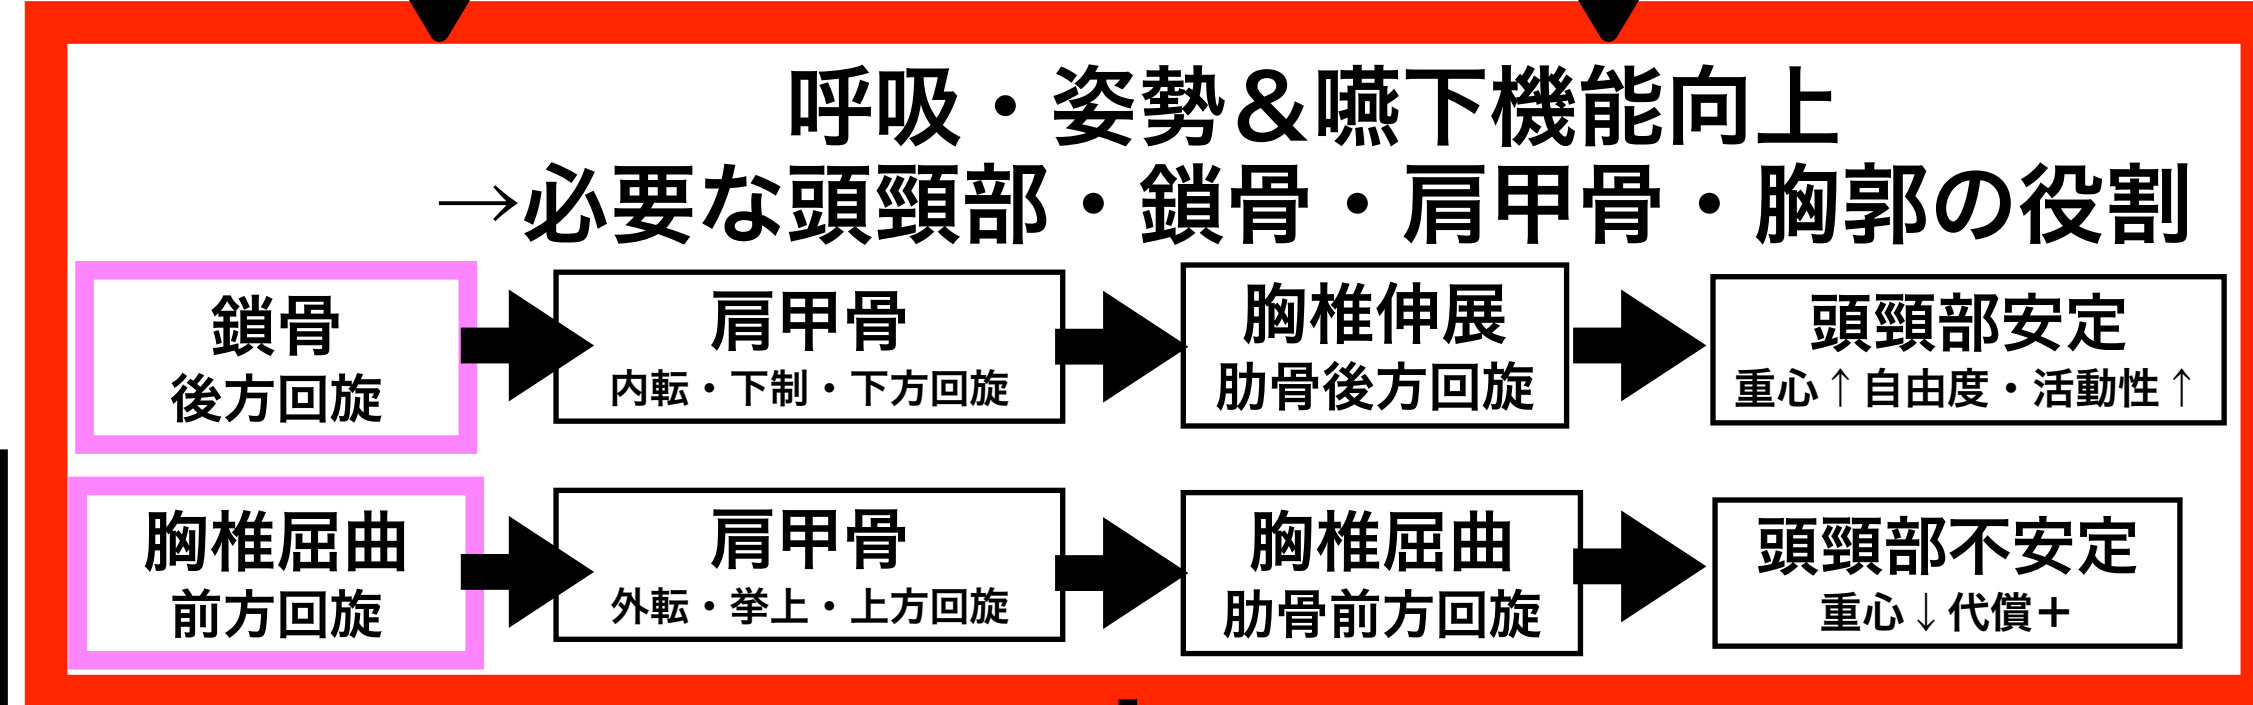 呼吸・姿勢＆嚥下機能向上
→必要な頭頸部・鎖骨・肩甲骨・胸郭の役割
鎖骨
後方回旋
肩甲骨
内転・下制・下方回旋
胸椎伸展
肋骨後方回旋
頭頸部安定
重心↑自由度・活動性↑
胸椎屈曲
前方回旋
肩甲骨
外転・挙上・上方回旋
胸椎屈曲
肋骨前方回旋
頭頸部不安定
重心↓代償＋